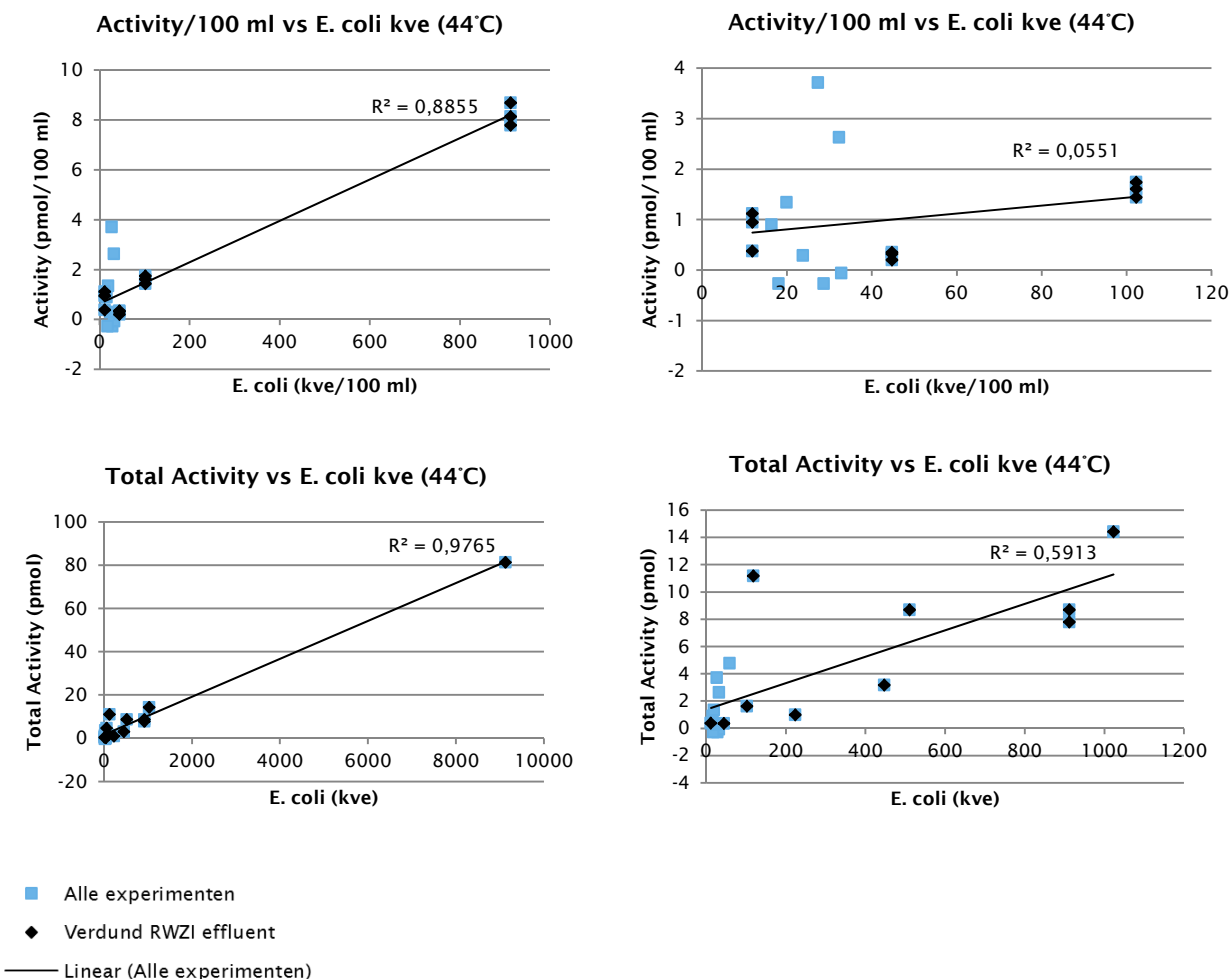 Activity/100 ml vs E. coli kve (44°C)
10
8
6
4
2
0
-2
R² = 0,8855
0 200 400 600 800 1000
Activity (pmol/100 ml)
E. coli (kve/100 ml)
Activity/100 ml vs E. coli kve (44°C)
4
3
2
1
0
-1
-2
R² = 0,0551
0 20 40 60 80 100 120
Activity (pmol/100 ml)
E. coli (kve/100 ml)
Total Activity vs E. coli kve (44°C)
100
80
60
40
20
0
-20
R² = 0,9765
0 2000 4000 6000 8000 10000
Total Activity (pmol)
E. coli (kve)
Total Activity vs E. coli kve (44°C)
16
14
12
10
8
6
4
2
0
-2
-4
R² = 0,5913
0 200 400 600 800 1000 1200
Total Activity (pmol)
E. coli (kve)
Alle experimenten
Verdund RWZI effluent
Linear (Alle experimenten)